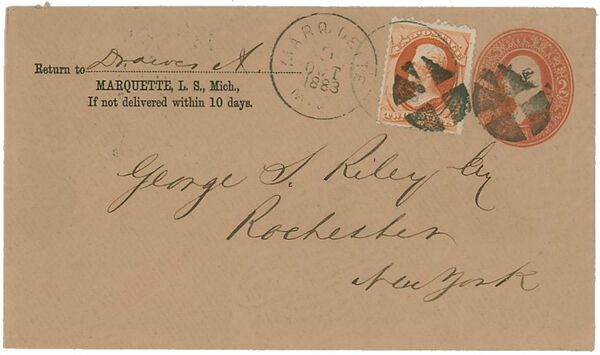 Return to Drawer A.
MARQUETTE, L. S., Mich.,
If not delivered within 10 days.
MARQUETTE
OCT
1883
MICH
George S. Riley Esq
Rochester
New York